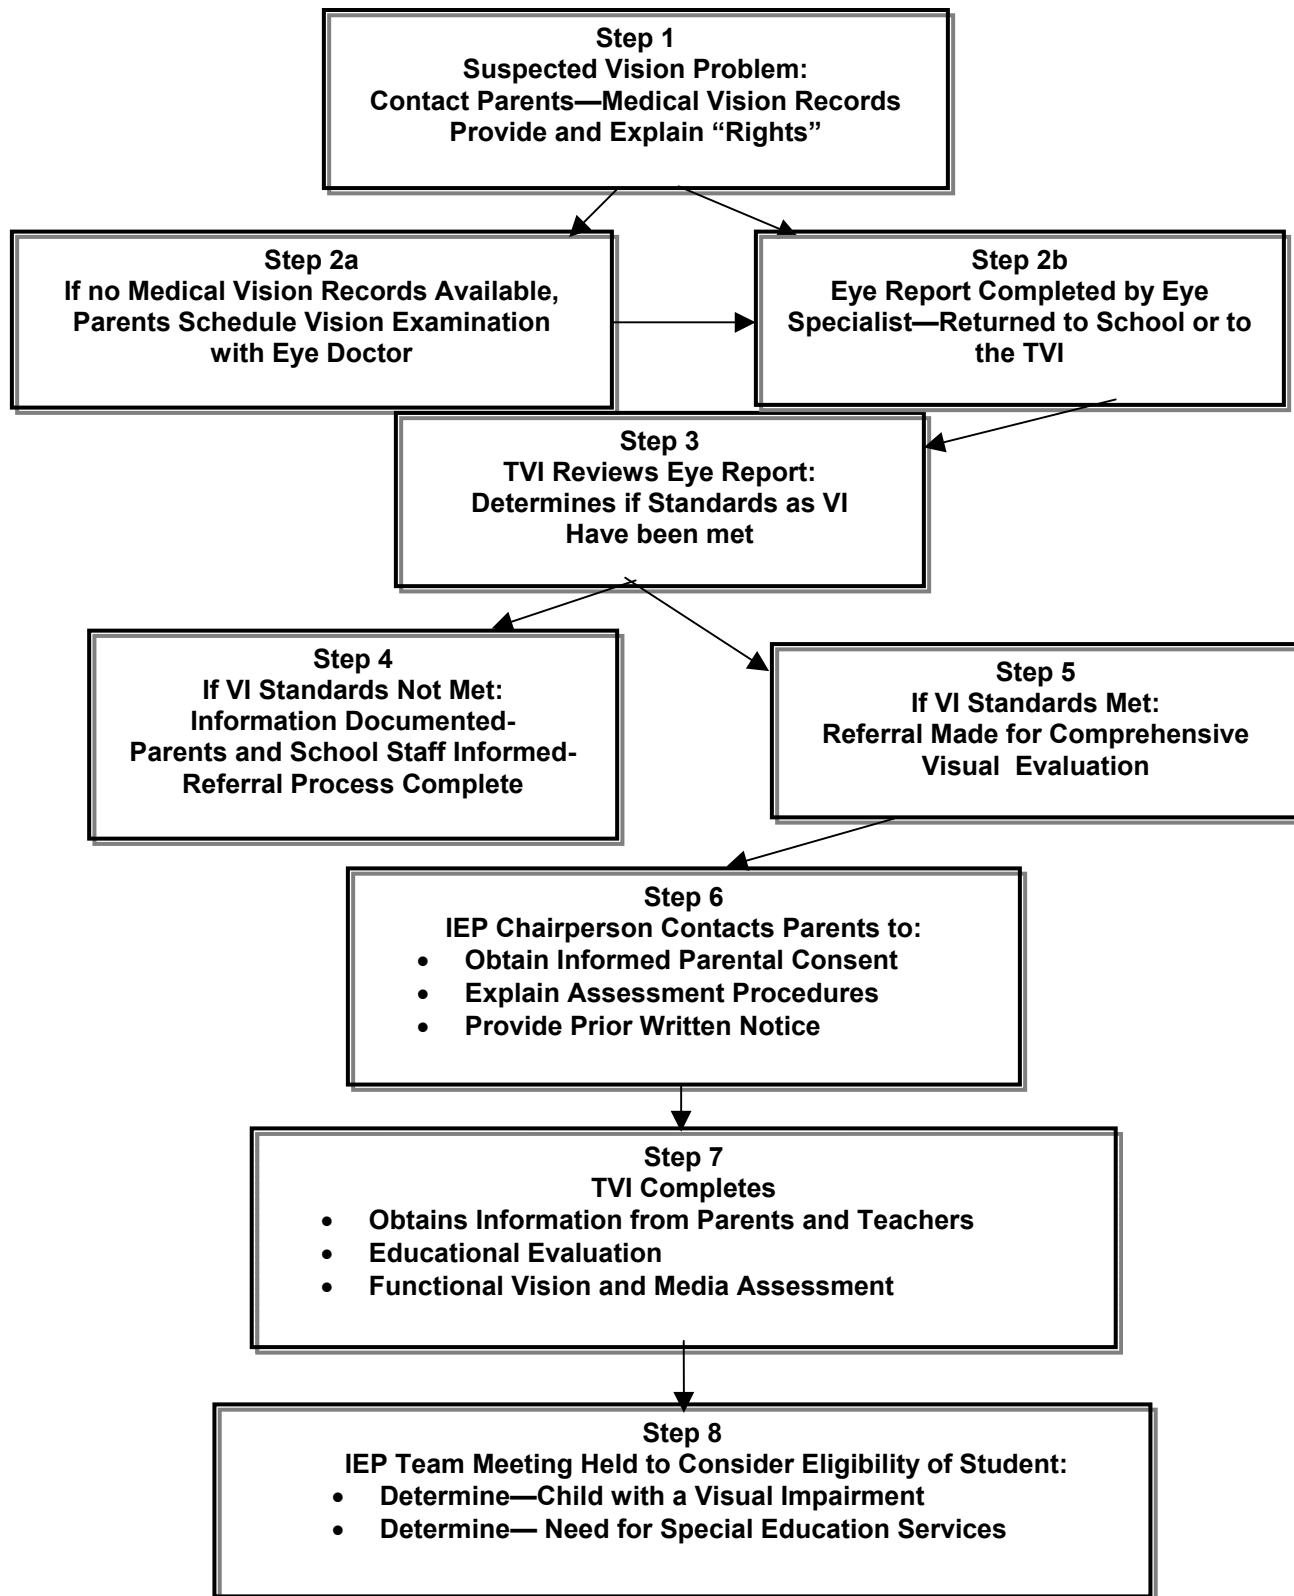 Step 1
Suspected Vision Problem:
Contact Parents—Medical Vision Records
Provide and Explain “Rights”
Step 2a
If no Medical Vision Records Available,
Parents Schedule Vision Examination
with Eye Doctor
Step 2b
Eye Report Completed by Eye
Specialist—Returned to School or to
the TVI
Step 3
TVI Reviews Eye Report:
Determines if Standards as VI
Have been met
Step 4
If VI Standards Not Met:
Information Documented-
Parents and School Staff Informed-
Referral Process Complete
Step 5
If VI Standards Met:
Referral Made for Comprehensive
Visual Evaluation
Step 6
IEP Chairperson Contacts Parents to:
• Obtain Informed Parental Consent
• Explain Assessment Procedures
• Provide Prior Written Notice
Step 7
TVI Completes
• Obtains Information from Parents and Teachers
• Educational Evaluation
• Functional Vision and Media Assessment
Step 8
IEP Team Meeting Held to Consider Eligibility of Student:
• Determine—Child with a Visual Impairment
• Determine— Need for Special Education Services